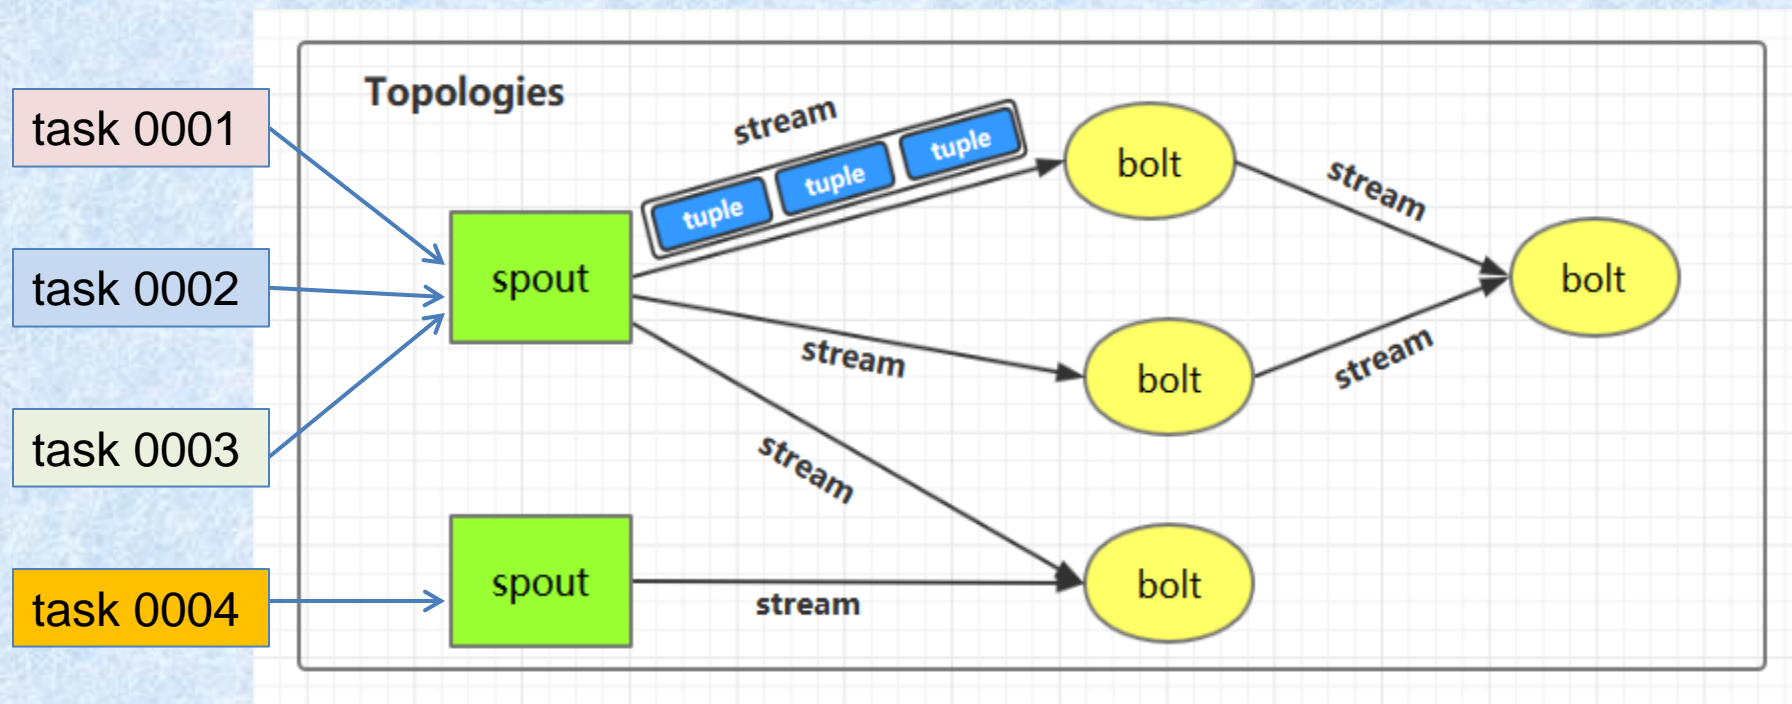 Topologies
task 0001
task 0002
task 0003
task 0004
spout
spout
stream
tuple
tuple
tuple
stream
stream
stream
bolt
bolt
bolt
stream
stream
bolt